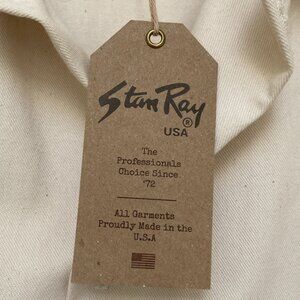 Stan Ray
®
USA
The
Professionals
Choice Since
'72
All Garments
Proudly Made in the
U.S.A